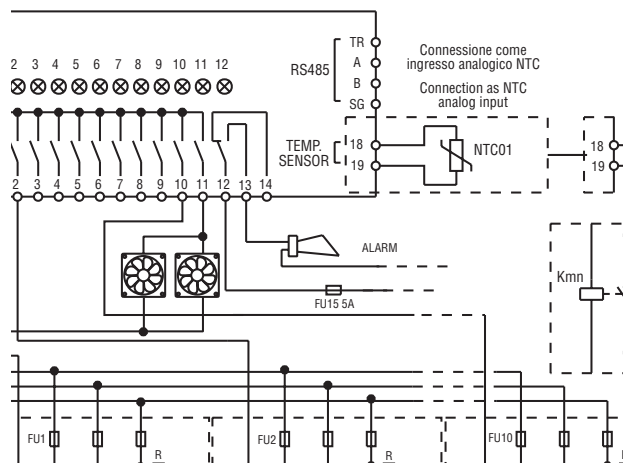 TR
RS485
A
B
SG
Connessione come
ingresso analogico NTC
Connection as NTC
analog input
2 3 4 5 6 7 8 9 10 11 12
TEMP.
SENSOR
18
19
NTC01
18
19
2 3 4 5 6 7 8 9 10 11 12 13 14
ALARM
FU15 5A
Kmn
FU1
R
FU2
R
FU10